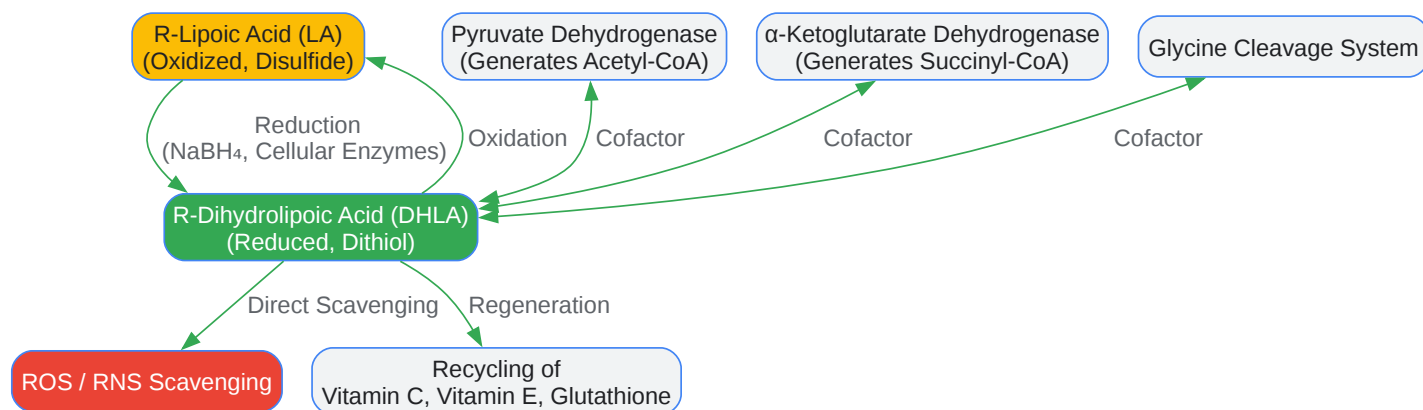 R-Lipoic Acid (LA)
(Oxidized, Disulfide)
Pyruvate Dehydrogenase
(Generates Acetyl-CoA)
α-Ketoglutarate Dehydrogenase
(Generates Succinyl-CoA)
Glycine Cleavage System
Reduction
(NaBH₄, Cellular Enzymes)
Oxidation
Cofactor
Cofactor
Cofactor
R-Dihydrolipoic Acid (DHLA)
(Reduced, Dithiol)
Direct Scavenging
Regeneration
ROS / RNS Scavenging
Recycling of
Vitamin C, Vitamin E, Glutathione